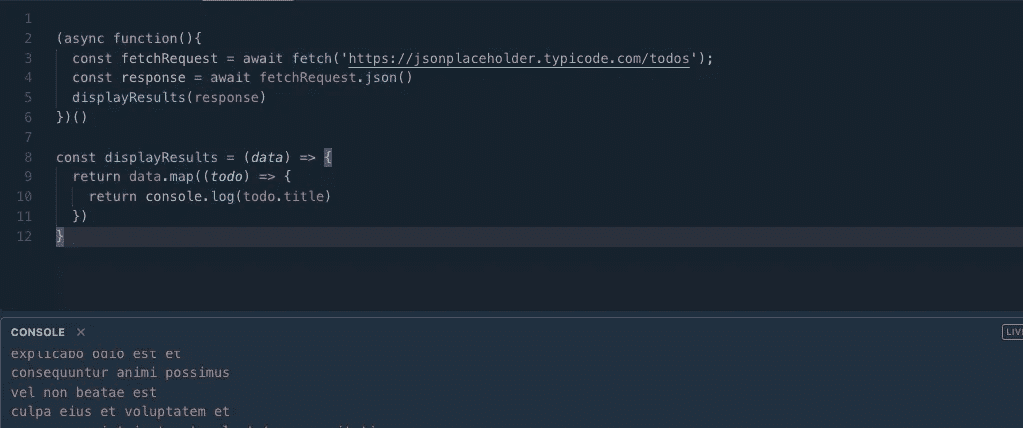 1
2 (async function(){
3 const fetchRequest = await fetch('https://jsonplaceholder.typicode.com/todos');
4 const response = await fetchRequest.json()
5 displayResults(response)
6 })()
7
8 const displayResults = (data) => {
9 return data.map((todo) => {
10 return console.log(todo.title)
11 })
12 }
CONSOLE ×
explicabo odio est et
consequuntur animi possimus
vel non beatae est
culpa eius et voluptatem et